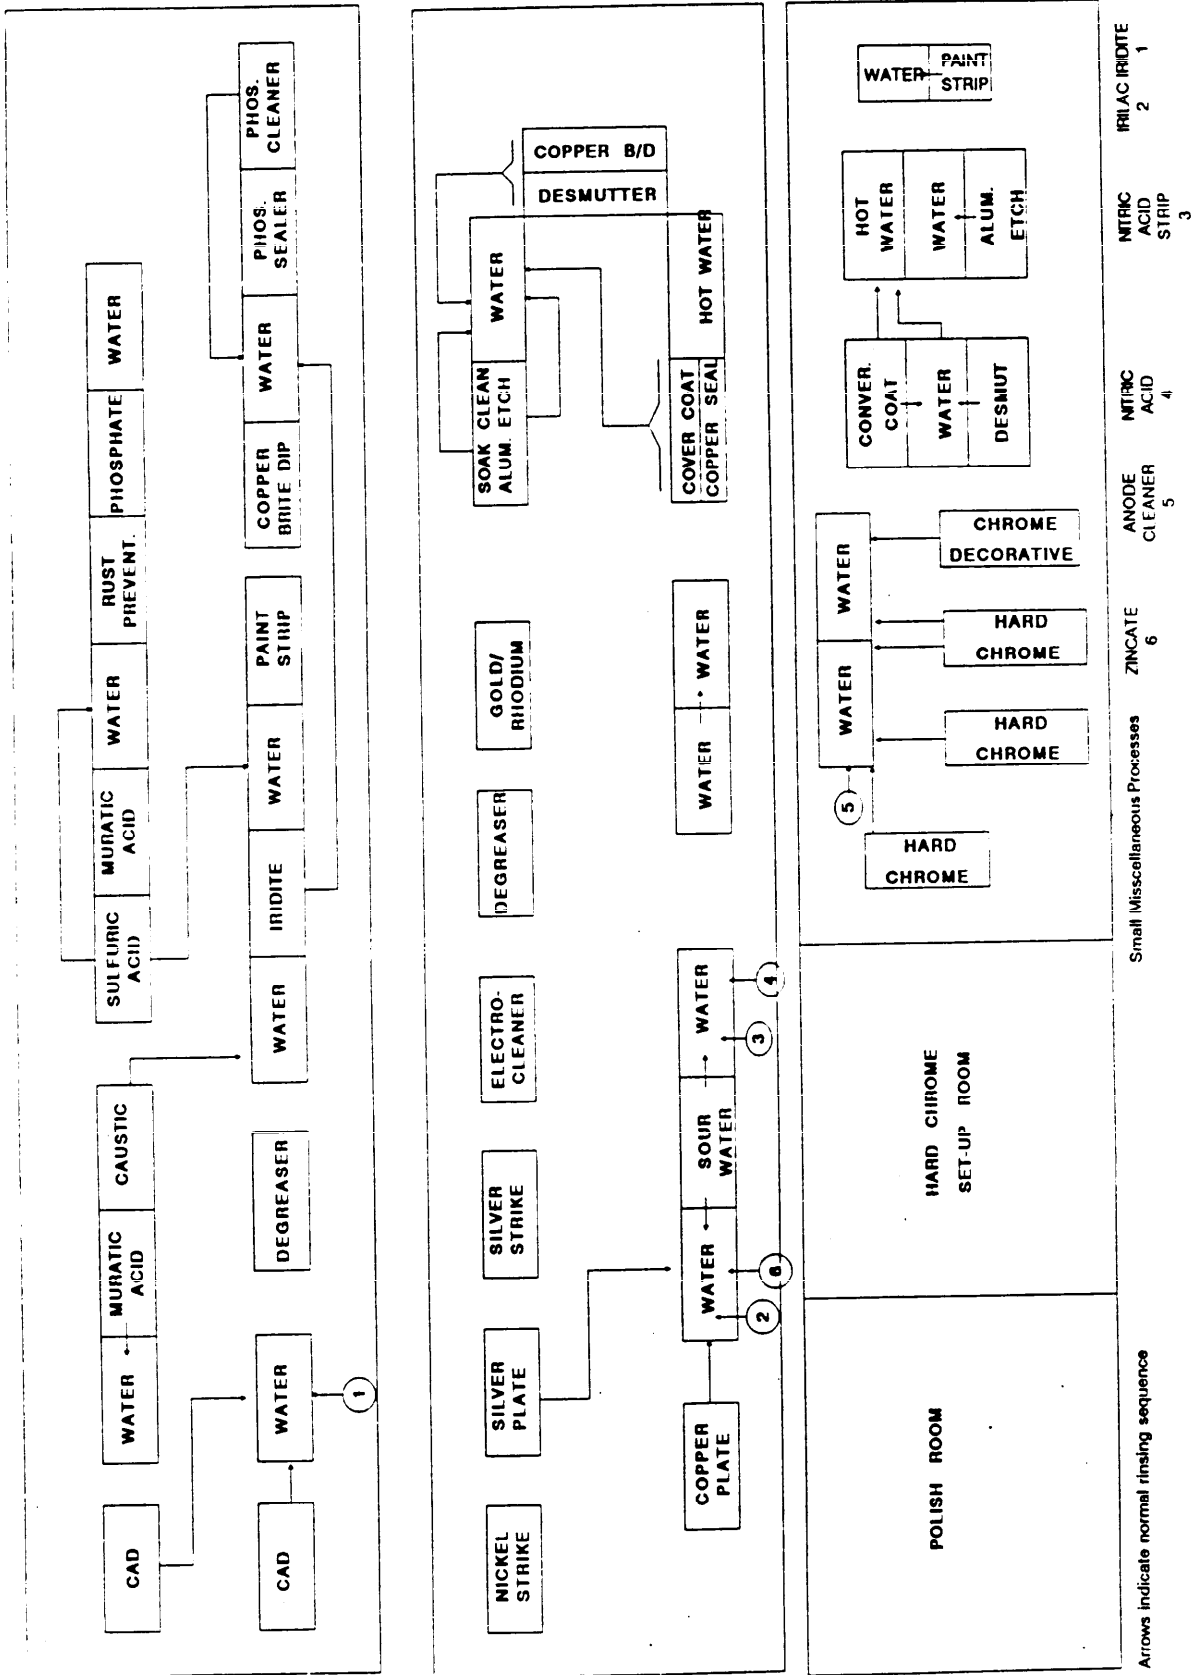 CAD
WATER
MURATIC
ACID
CAUSTIC
SULFURIC
ACID
MURATIC
ACID
WATER
RUST
PREVENT.
PHOSPHATE
WATER
CAD
WATER
1
DEGREASER
WATER
IRIDITE
WATER
PAINT
STRIP
COPPER
BRITE DIP
WATER
PHOS.
SEALER
PHOS.
CLEANER
NICKEL
STRIKE
SILVER
PLATE
SILVER
STRIKE
ELECTRO-
CLEANER
DEGREASER
GOLD/
RHODIUM
SOAK CLEAN
ALUM. ETCH
WATER
DESMUTTER
COPPER B/D
COPPER
PLATE
WATER
SOUR
WATER
WATER
2
6
3
4
WATER
WATER
COVER COAT
COPPER SEAL
HOT WATER
POLISH ROOM
HARD CHROME
SET-UP ROOM
HARD
CHROME
5
WATER
WATER
HARD
CHROME
HARD
CHROME
CHROME
DECORATIVE
CONVER.
COAT
WATER
DESMUT
HOT
WATER
WATER
ALUM.
ETCH
WATER
PAINT
STRIP
Arrows indicate normal rinsing sequence
Small Misscellaneous Processes
ZINCATE
6
ANODE
CLEANER
5
NITRIC
ACID
4
NITRIC
ACID
STRIP
3
IRILAC
2
IRIDITE
1